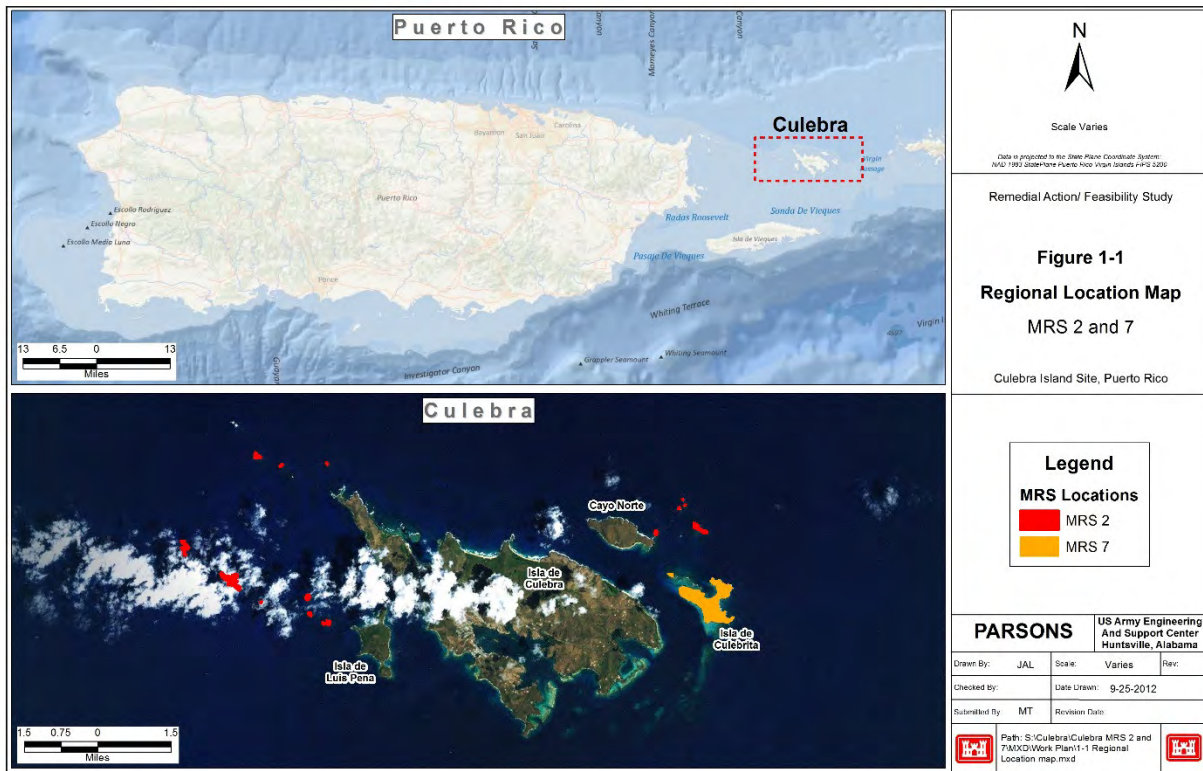 Puerto Rico
Canyon
Mameyes Canyon
Canyon
Culebra
Bayamon
San Juan
Carolina
Virgin
Passage
Escollo Rodriguez
Escollo Negro
Escollo Media Luna
Puerto Rico
Radas Roosevelt
Sonda De Vieques
Isla de Vieques
Pasaje De Vieques
Ponce
Whiting Terrace
Virgin I
Grappler Seamount
Whiting Seamount
Investigator Canyon
13 6.5 0 13
Miles
Culebra
Cayo Norte
Isla de
Culebra
Isla de
Culebrita
Isla de
Luis Pena
1.5 0.75 0 1.5
Miles
N
Scale Varies
Data is projected to the State Plane Coordinate System:
NAD 1983 StatePlane Puerto Rico Virgin Islands FIPS 5200
Remedial Action/ Feasibility Study
Figure 1-1
Regional Location Map
MRS 2 and 7
Culebra Island Site, Puerto Rico
Legend
MRS Locations
MRS 2
MRS 7
PARSONS
US Army Engineering
And Support Center
Huntsville, Alabama
Drawn By: JAL Scale: Varies Rev:
Checked By: Date Drawn: 9-25-2012
Submitted By: MT Revision Date:
Path: S:\Culebra\Culebra MRS 2 and
7\MXD\Work Plan\1-1 Regional
Location map.mxd